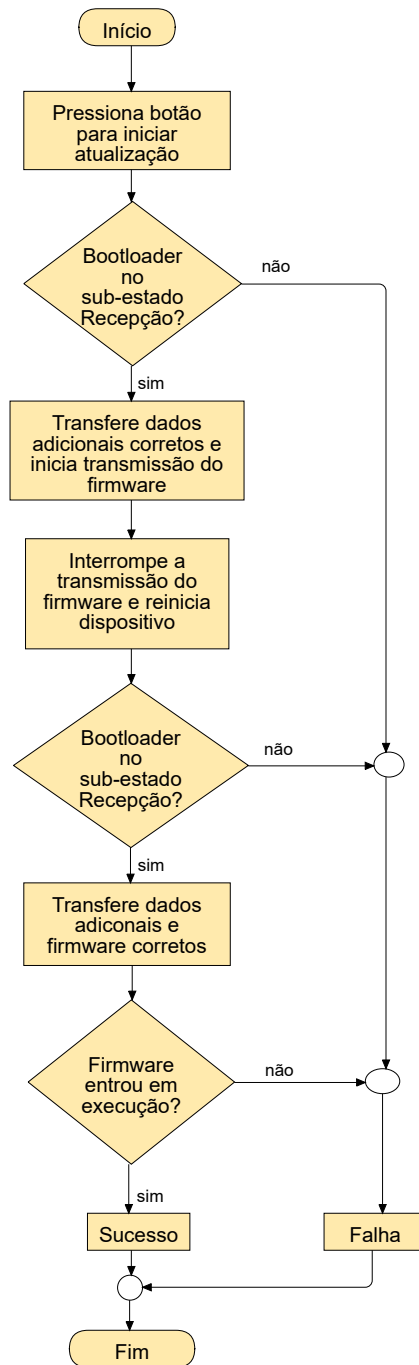 Início
Pressiona botão
para iniciar
atualização
Bootloader
no
sub-estado
Recepção?
não
sim
Transfere dados
adicionais corretos e
inicia transmissão do
firmware
Interrompe a
transmissão do
firmware e reinicia
dispositivo
Bootloader
no
sub-estado
Recepção?
não
sim
Transfere dados
adiconais e
firmware corretos
Firmware
entrou em
execução?
não
sim
Sucesso
Falha
Fim